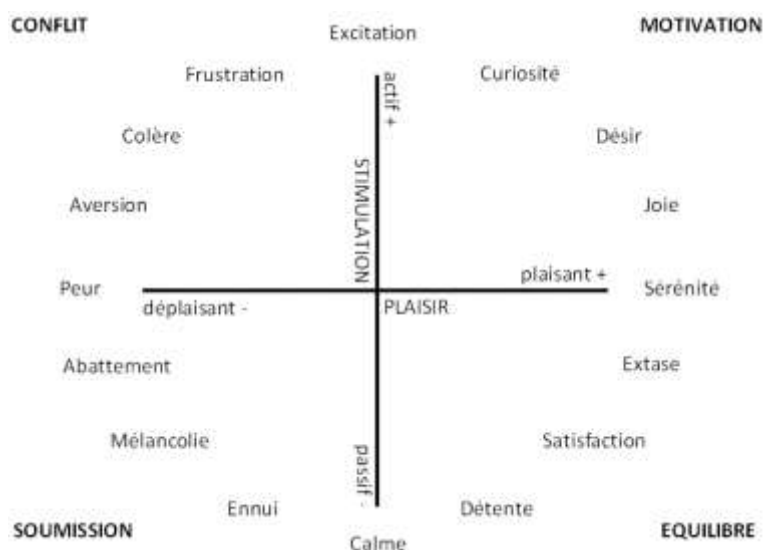 CONFLIT
MOTIVATION
Excitation
Frustration
Curiosité
actif +
Colère
Désir
STIMULATION
Aversion
Joie
plaisant +
Peur
Sérénité
déplaisant -
PLAISIR
Abattement
Extase
Mélancolie
Satisfaction
passif -
Ennui
Détente
SOUMISSION
EQUILIBRE
Calme